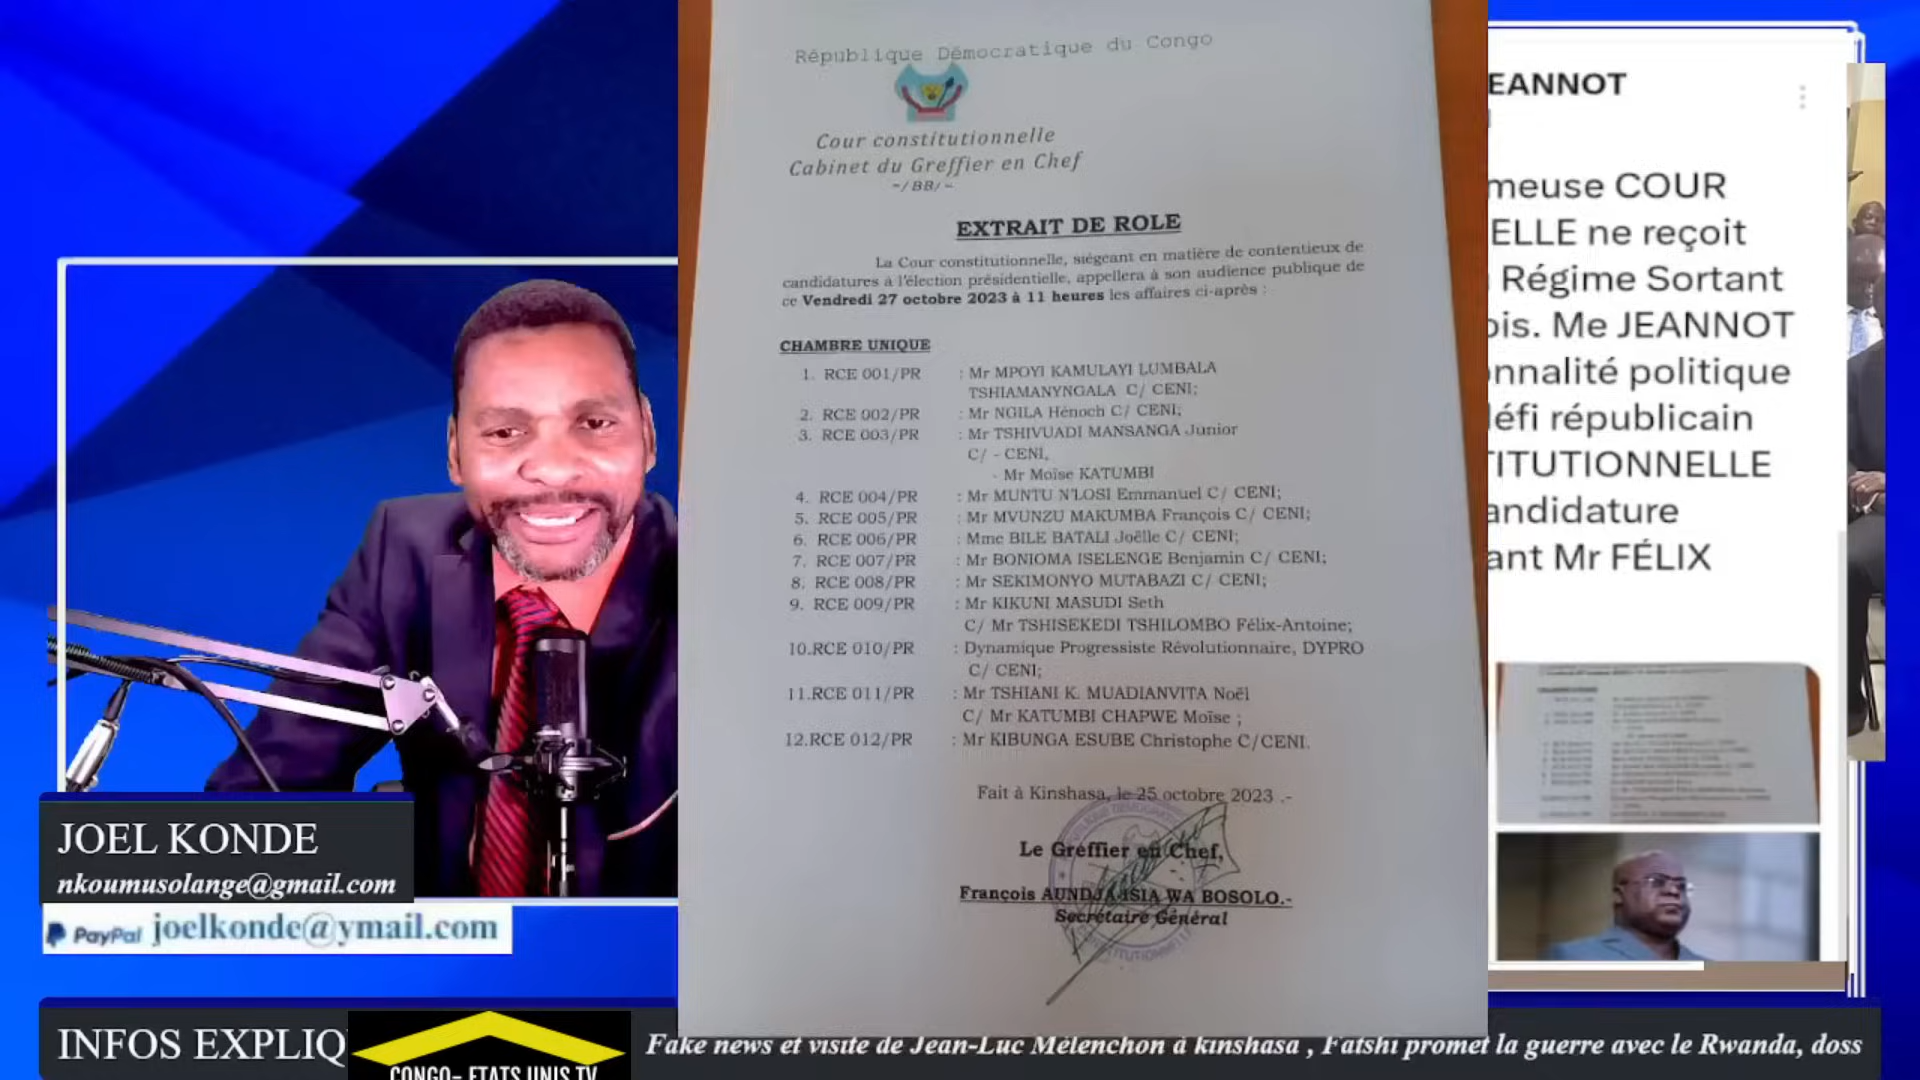 République Démocratique du Congo
Cour constitutionnelle
Cabinet du Greffier en Chef
-/BB/-
EXTRAIT DE ROLE
La Cour constitutionnelle, siégeant en matière de contentieux de
candidatures à l'élection présidentielle, appellera à son audience publique de
ce Vendredi 27 octobre 2023 à 11 heures les affaires ci-après :
CHAMBRE UNIQUE
1. RCE 001/PR : Mr MPOYI KAMULAYI LUMBALA
TSHIAMANYNGALA C/ CENI;
2. RCE 002/PR : Mr NGILA Hénoch C/ CENI;
3. RCE 003/PR : Mr TSHIVUADI MANSANGA Junior
C/ - CENI,
- Mr Moïse KATUMBI
4. RCE 004/PR : Mr MUNTU N'LOSI Emmanuel C/ CENI;
5. RCE 005/PR : Mr MVUNZU MAKUMBA François C/ CENI;
6. RCE 006/PR : Mme BILE BATALI Joëlle C/ CENI;
7. RCE 007/PR : Mr BONIOMA ISELENGE Benjamin C/ CENI;
8. RCE 008/PR : Mr SEKIMONYO MUTABAZI C/ CENI;
9. RCE 009/PR : Mr KIKUNI MASUDI Seth
C/ Mr TSHISEKEDI TSHILOMBO Félix-Antoine;
10.RCE 010/PR : Dynamique Progressiste Révolutionnaire, DYPRO
C/ CENI;
11.RCE 011/PR : Mr TSHIANI K. MUADIANVITA Noël
C/ Mr KATUMBI CHAPWE Moïse ;
12.RCE 012/PR : Mr KIBUNGA ESUBE Christophe C/CENI.
Fait à Kinshasa, le 25 octobre 2023 .-
Le Greffier en Chef,
François AUNDJA ISIA WA BOSOLO.-
Secrétaire Général
EANNOT
meuse COUR
ELLE ne reçoit
Régime Sortant
ois. Me JEANNOT
onnalité politique
éfi républicain
TITUTIONNELLE
andidature
ant Mr FÉLIX
JOEL KONDE
nkoumusolange@gmail.com
PayPal joelkonde@ymail.com
INFOS EXPLIQ
CONGO- ETATS UNIS TV
Fake news et visite de Jean-Luc Mélenchon à kinshasa , Fatshi promet la guerre avec le Rwanda, doss